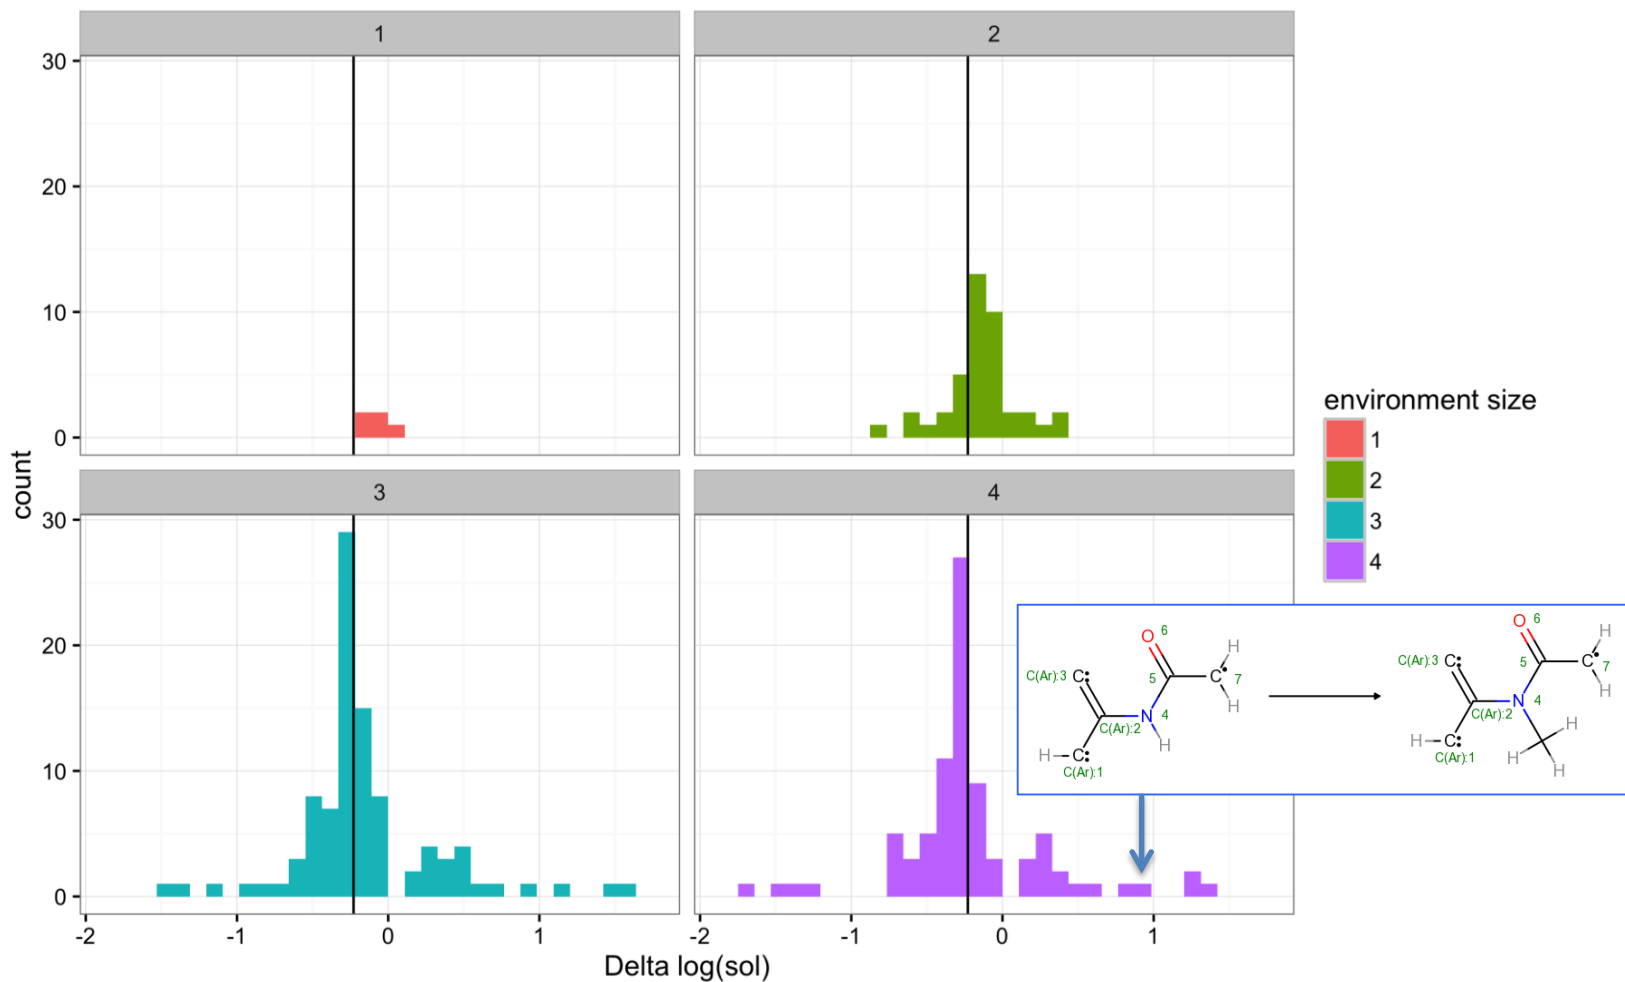 1
2
30
20
10
0
count
3
4
30
20
10
0
-2
-1
0
1
-2
-1
0
1
Delta log(sol)
environment size
1
2
3
4
O 6
H
C(Ar):3 C
5
C 7
H
C(Ar):2 N 4
H
H C
C(Ar):1
O 6
H
C(Ar):3 C
5
C 7
H
C(Ar):2 N 4
H
H C
C(Ar):1
H
H